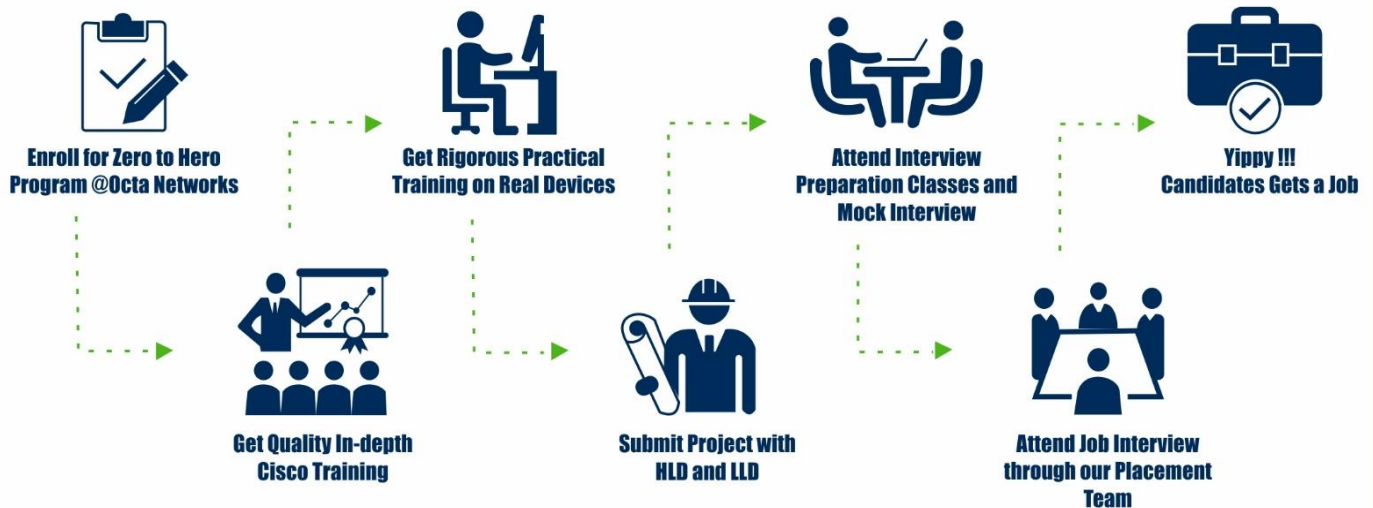 Enroll for Zero to Hero
Program @Octa Networks
Get Quality In-depth
Cisco Training
Get Rigorous Practical
Training on Real Devices
Submit Project with
HLD and LLD
Attend Interview
Preparation Classes and
Mock Interview
Attend Job Interview
through our Placement
Team
Yippy !!!
Candidates Gets a Job